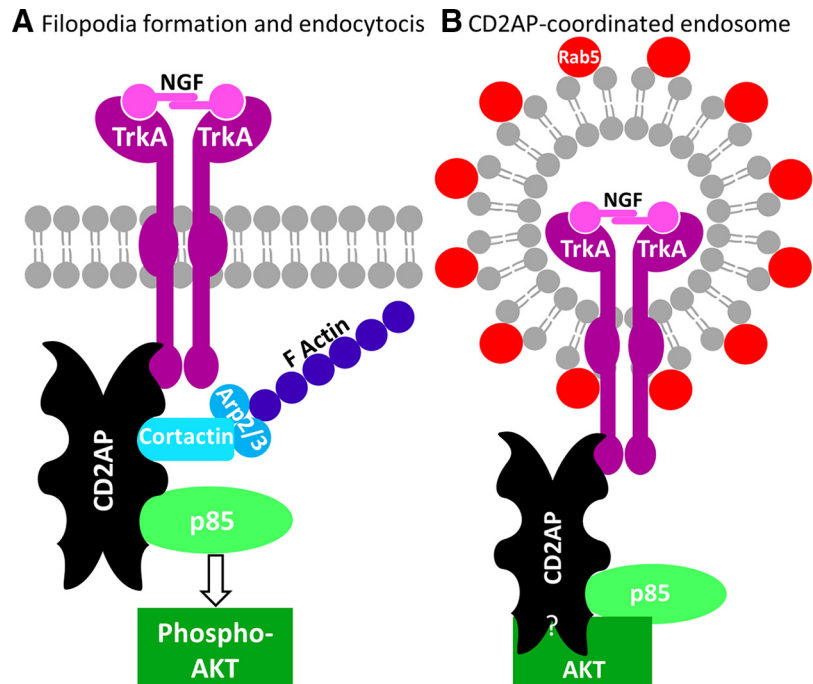 A Filopodia formation and endocytocis
NGF
TrkA TrkA
F Actin
Arp2/3
Cortactin
CD2AP
p85
Phospho-
AKT
B CD2AP-coordinated endosome
Rab5
NGF
TrkA TrkA
CD2AP
p85
?
AKT